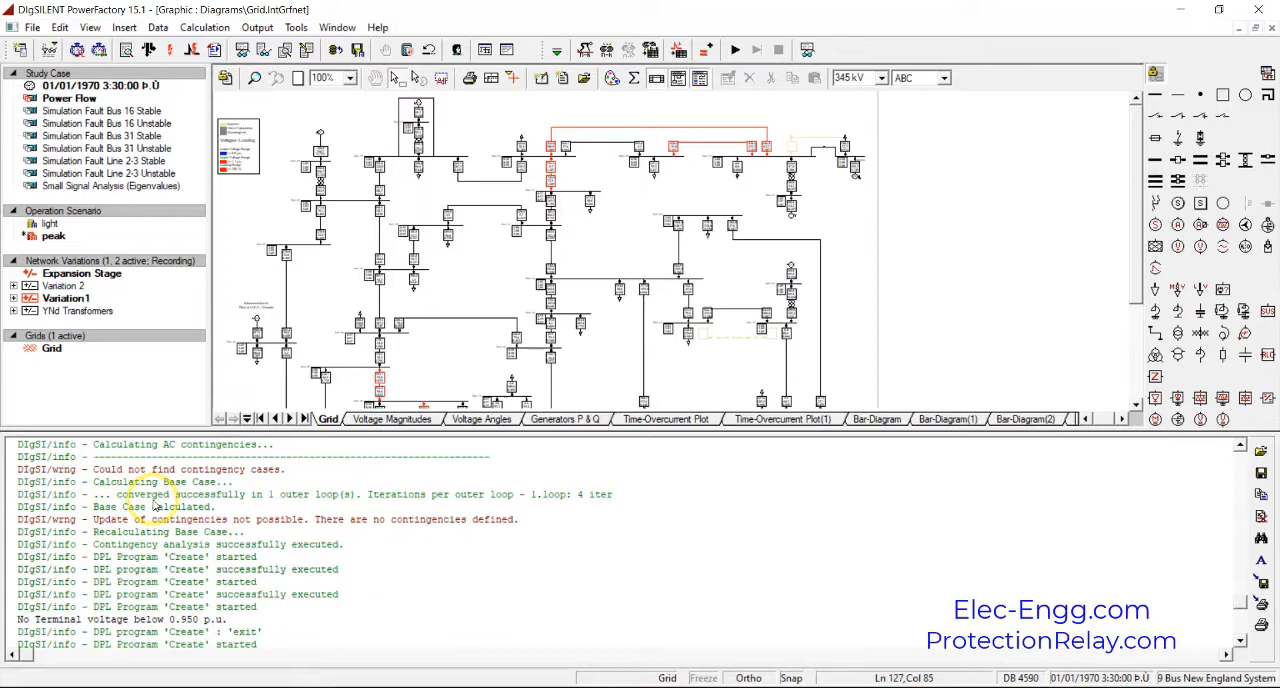 DIgSILENT PowerFactory 15.1 - [Graphic : Diagrams\Grid.IntGrfnet]
File Edit View Insert Data Calculation Output Tools Window Help
100%
345 kV
ABC
Study Case
01/01/1970 3:30:00 Þ.Ù
Power Flow
Simulation Fault Bus 16 Stable
Simulation Fault Bus 16 Unstable
Simulation Fault Bus 31 Stable
Simulation Fault Bus 31 Unstable
Simulation Fault Line 2-3 Stable
Simulation Fault Line 2-3 Unstable
Small Signal Analysis (Eigenvalues)
Operation Scenario
light
* peak
Network Variations (1, 2 active; Recording)
Expansion Stage
Variation 2
Variation1
YNd Transformers
Grids (1 active)
Grid
Grid Voltage Magnitudes Voltage Angles Generators P & Q Time-Overcurrent Plot Time-Overcurrent Plot(1) Bar-Diagram Bar-Diagram(1) Bar-Diagram(2)
DIgSI/info - Calculating AC contingencies...
DIgSI/info - ---------------------------------------------------------------
DIgSI/wrng - Could not find contingency cases.
DIgSI/info - Calculating Base Case...
DIgSI/info - ... converged successfully in 1 outer loop(s). Iterations per outer loop - 1.loop: 4 iter
DIgSI/info - Base Case Calculated.
DIgSI/wrng - Update of contingencies not possible. There are no contingencies defined.
DIgSI/info - Recalculating Base Case...
DIgSI/info - Contingency analysis successfully executed.
DIgSI/info - DPL Program 'Create' started
DIgSI/info - DPL program 'Create' successfully executed
DIgSI/info - DPL Program 'Create' started
DIgSI/info - DPL program 'Create' successfully executed
DIgSI/info - DPL Program 'Create' started
No Terminal voltage below 0.950 p.u.
DIgSI/info - DPL program 'Create' : 'exit'
DIgSI/info - DPL Program 'Create' started
Elec-Engg.com
ProtectionRelay.com
Grid Freeze Ortho Snap Ln 127,Col 85 DB 4590 01/01/1970 3:30:00 Þ.Ù 9 Bus New England System